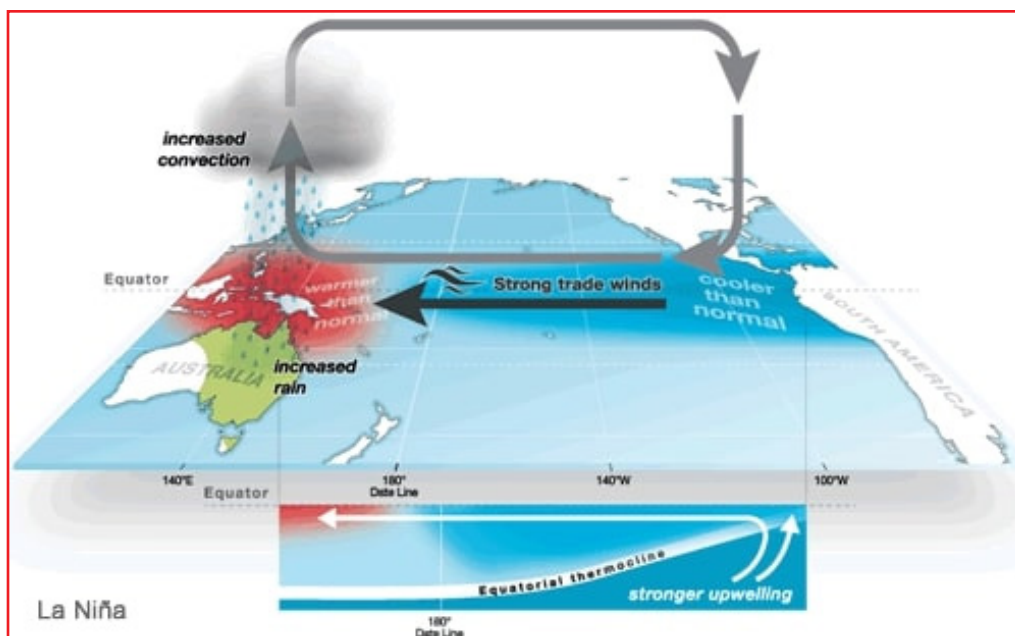 increased
convection
Equator
warmer
than
normal
Strong trade winds
cooler
than
normal
SOUTH AMERICA
AUSTRALIA
increased
rain
140°E
180°
Date Line
140°W
100°W
Equator
Equatorial thermocline
stronger upwelling
La Niña
180°
Date Line